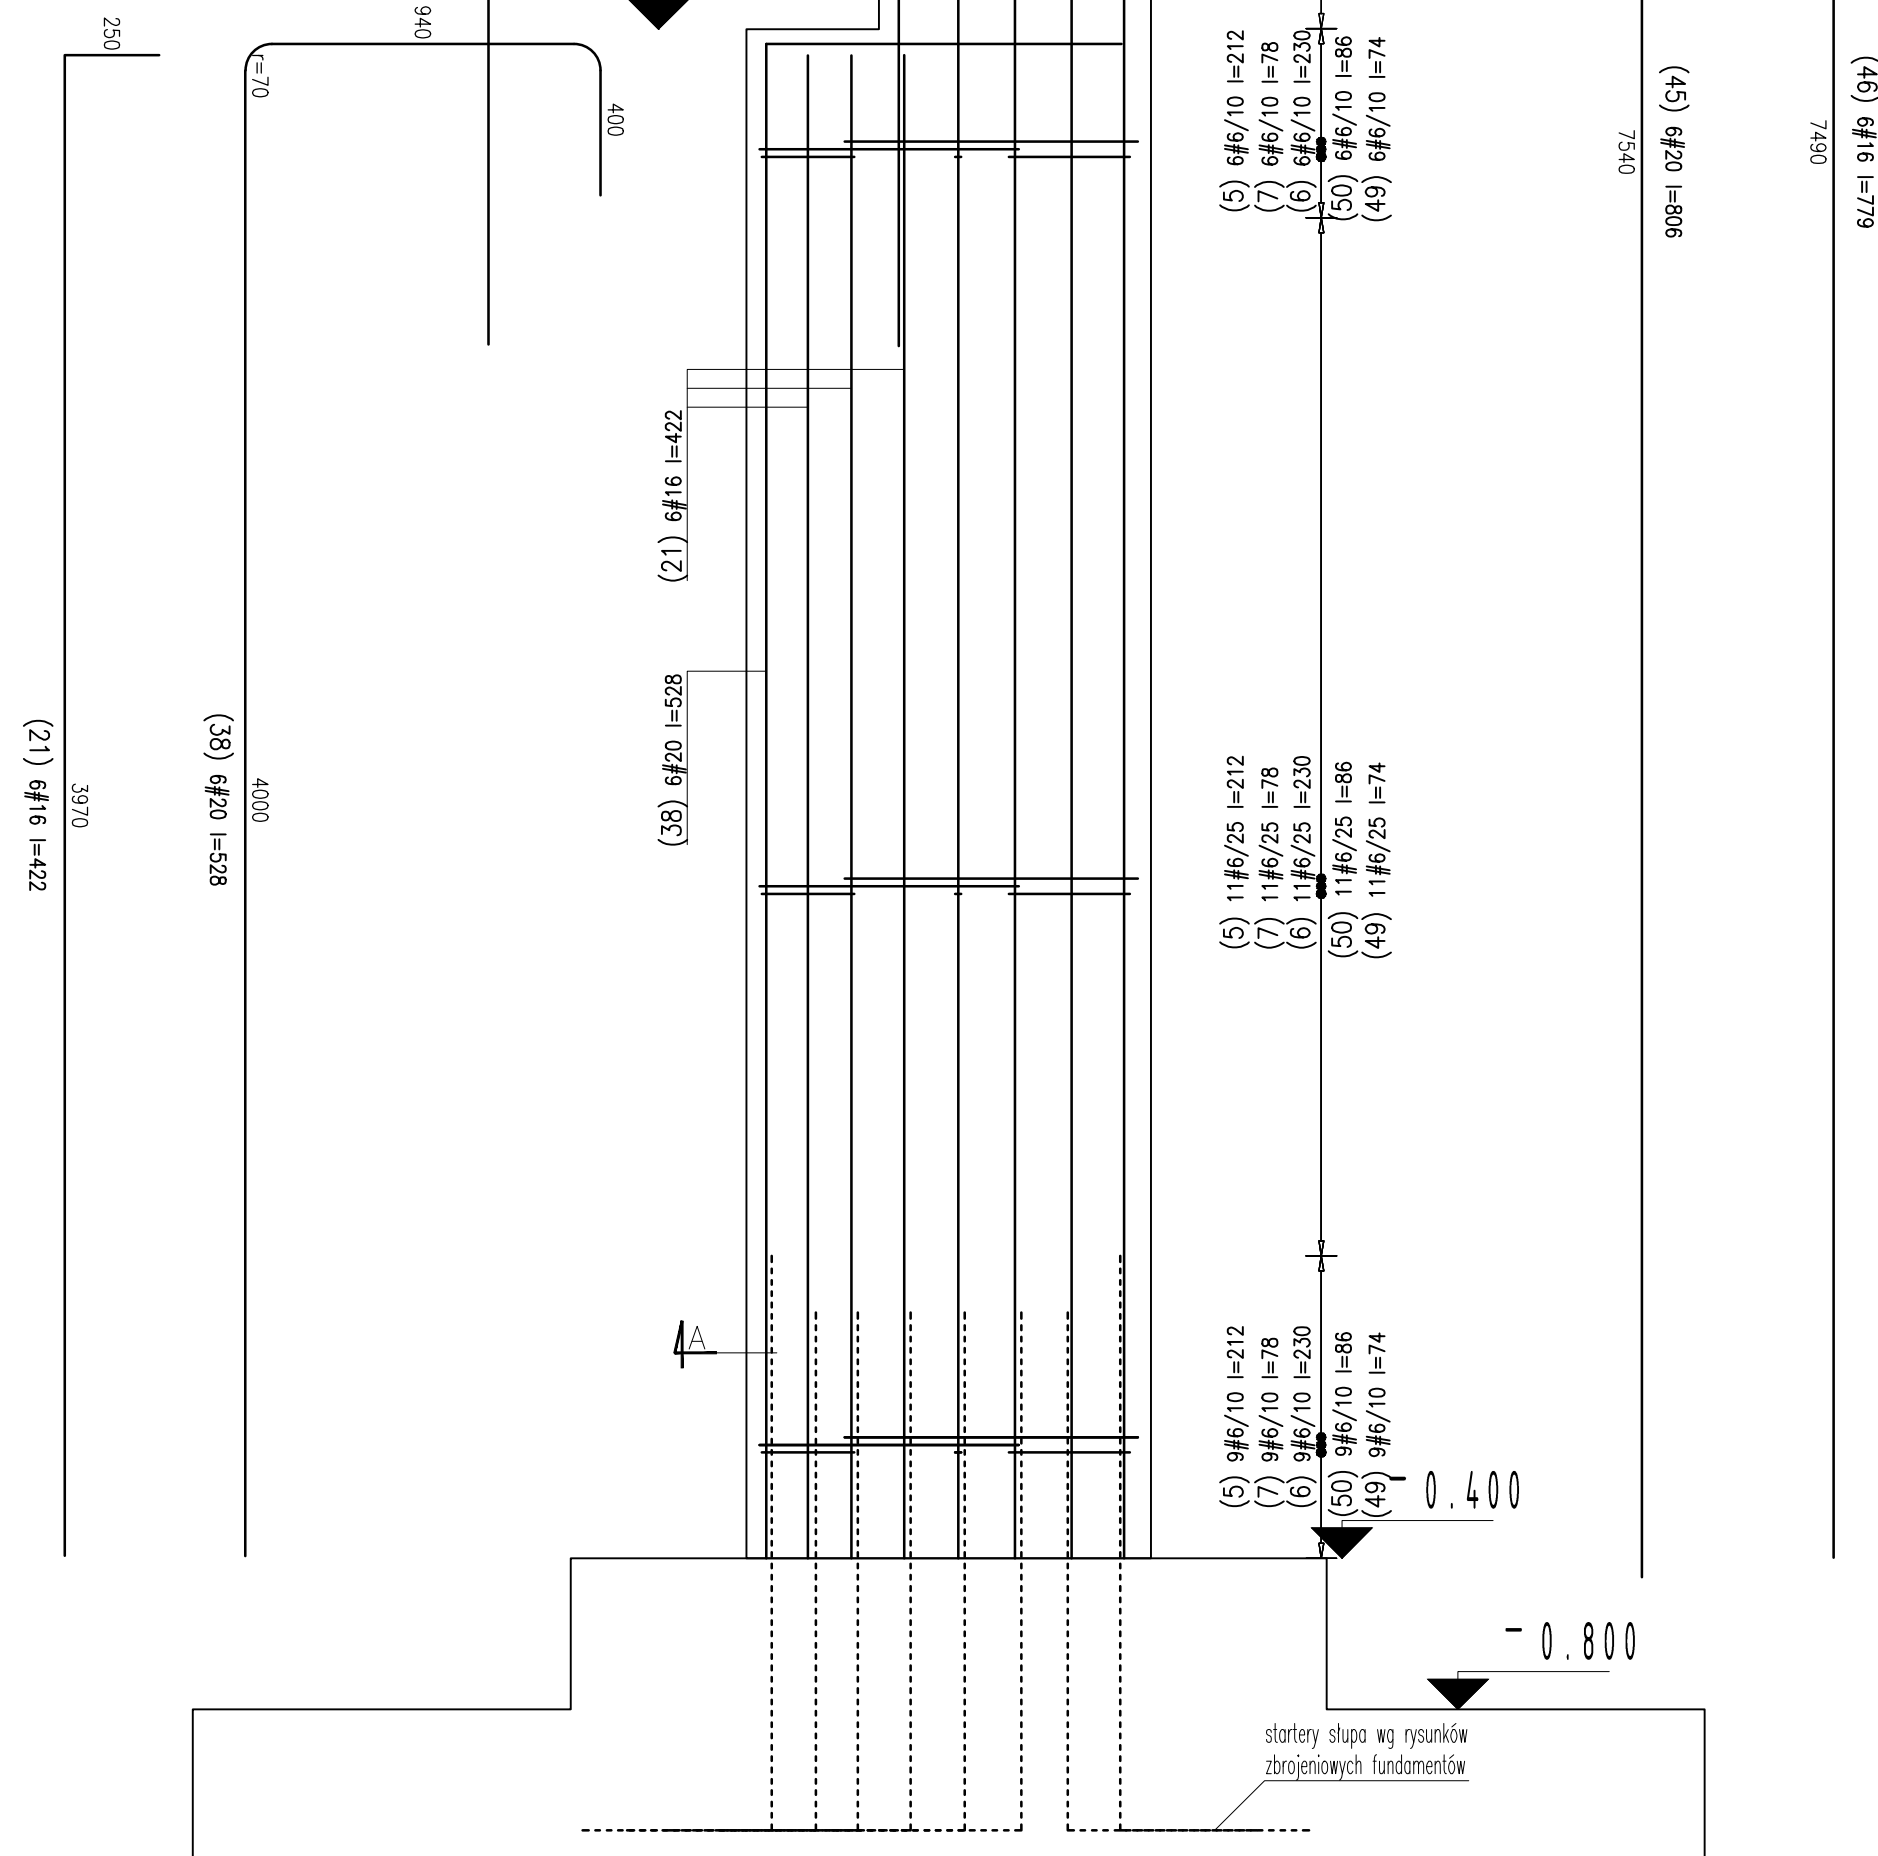 250
r=70
940
400
(21) 6#16 l=422
3970
(38) 6#20 l=528
4000
(21) 6#16 l=422
(38) 6#20 l=528
A
(5) 6#6/10 l=212
(7) 6#6/10 l=78
(6) 6#6/10 l=230
(50) 6#6/10 l=86
(49) 6#6/10 l=74
(5) 11#6/25 l=212
(7) 11#6/25 l=78
(6) 11#6/25 l=230
(50) 11#6/25 l=86
(49) 11#6/25 l=74
(5) 9#6/10 l=212
(7) 9#6/10 l=78
(6) 9#6/10 l=230
(50) 9#6/10 l=86
(49) 9#6/10 l=74
7540
(45) 6#20 l=806
7490
(46) 6#16 l=779
- 0.400
- 0.800
startery słupa wg rysunków
zbrojeniowych fundamentów